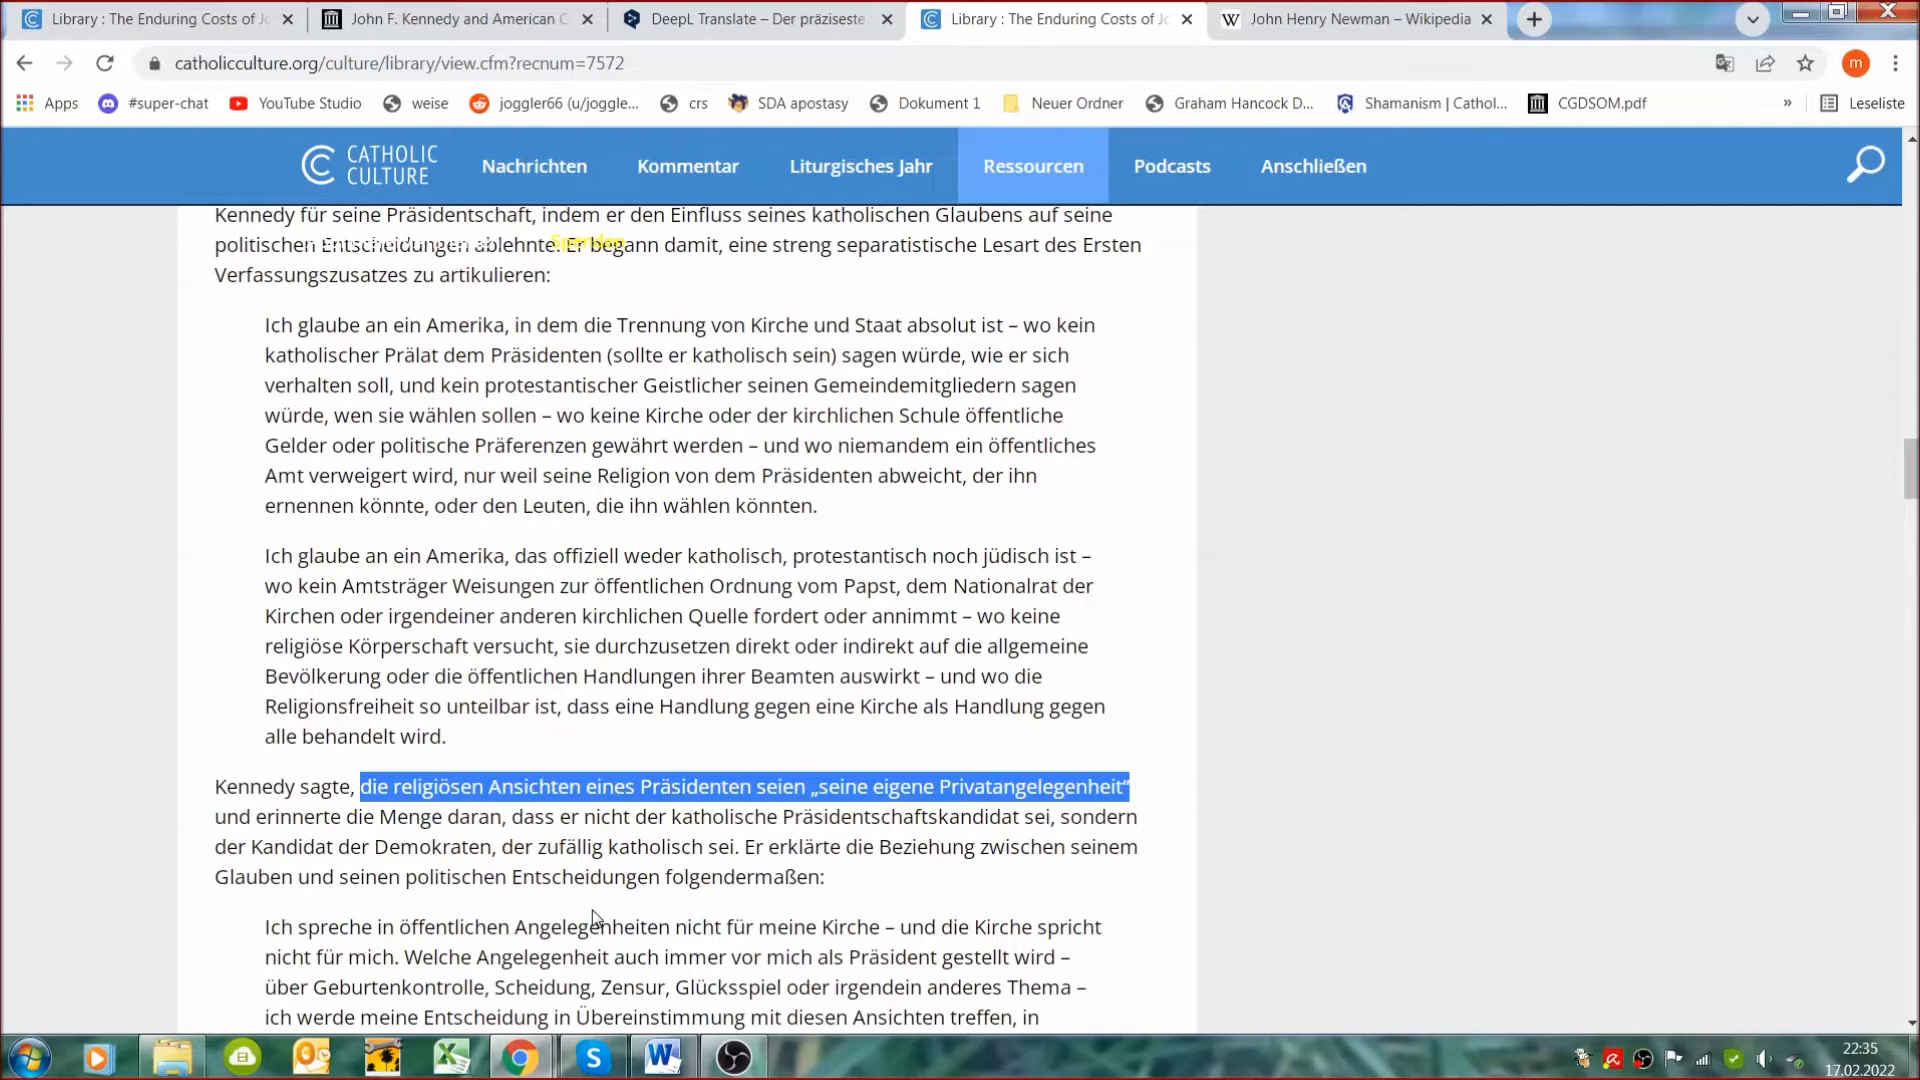 Library : The Enduring Costs of Jo
John F. Kennedy and American C
DeepL Translate – Der präziseste
Library : The Enduring Costs of Jo
John Henry Newman – Wikipedia
catholicculture.org/culture/library/view.cfm?recnum=7572
m
Apps
#super-chat
YouTube Studio
weise
joggler66 (u/joggle...
crs
SDA apostasy
Dokument 1
Neuer Ordner
Graham Hancock D...
Shamanism | Cathol...
CGDSOM.pdf
»
Leseliste
CATHOLIC CULTURE
Nachrichten
Kommentar
Liturgisches Jahr
Ressourcen
Podcasts
Anschließen
Spenden
Kennedy für seine Präsidentschaft, indem er den Einfluss seines katholischen Glaubens auf seine
politischen Entscheidungen ablehnte. Er begann damit, eine streng separatistische Lesart des Ersten
Verfassungszusatzes zu artikulieren:
Ich glaube an ein Amerika, in dem die Trennung von Kirche und Staat absolut ist – wo kein
katholischer Prälat dem Präsidenten (sollte er katholisch sein) sagen würde, wie er sich
verhalten soll, und kein protestantischer Geistlicher seinen Gemeindemitgliedern sagen
würde, wen sie wählen sollen – wo keine Kirche oder der kirchlichen Schule öffentliche
Gelder oder politische Präferenzen gewährt werden – und wo niemandem ein öffentliches
Amt verweigert wird, nur weil seine Religion von dem Präsidenten abweicht, der ihn
ernennen könnte, oder den Leuten, die ihn wählen könnten.
Ich glaube an ein Amerika, das offiziell weder katholisch, protestantisch noch jüdisch ist –
wo kein Amtsträger Weisungen zur öffentlichen Ordnung vom Papst, dem Nationalrat der
Kirchen oder irgendeiner anderen kirchlichen Quelle fordert oder annimmt – wo keine
religiöse Körperschaft versucht, sie durchzusetzen direkt oder indirekt auf die allgemeine
Bevölkerung oder die öffentlichen Handlungen ihrer Beamten auswirkt – und wo die
Religionsfreiheit so unteilbar ist, dass eine Handlung gegen eine Kirche als Handlung gegen
alle behandelt wird.
Kennedy sagte, die religiösen Ansichten eines Präsidenten seien „seine eigene Privatangelegenheit“
und erinnerte die Menge daran, dass er nicht der katholische Präsidentschaftskandidat sei, sondern
der Kandidat der Demokraten, der zufällig katholisch sei. Er erklärte die Beziehung zwischen seinem
Glauben und seinen politischen Entscheidungen folgendermaßen:
Ich spreche in öffentlichen Angelegenheiten nicht für meine Kirche – und die Kirche spricht
nicht für mich. Welche Angelegenheit auch immer vor mich als Präsident gestellt wird –
über Geburtenkontrolle, Scheidung, Zensur, Glücksspiel oder irgendein anderes Thema –
ich werde meine Entscheidung in Übereinstimmung mit diesen Ansichten treffen, in
22:35
17.02.2022